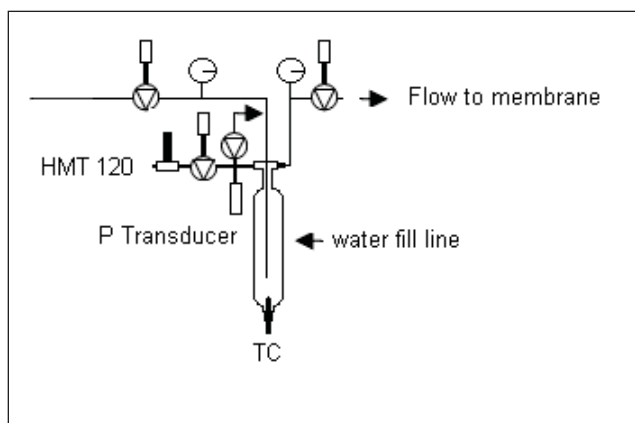 Flow to membrane
HMT 120
P Transducer
water fill line
TC